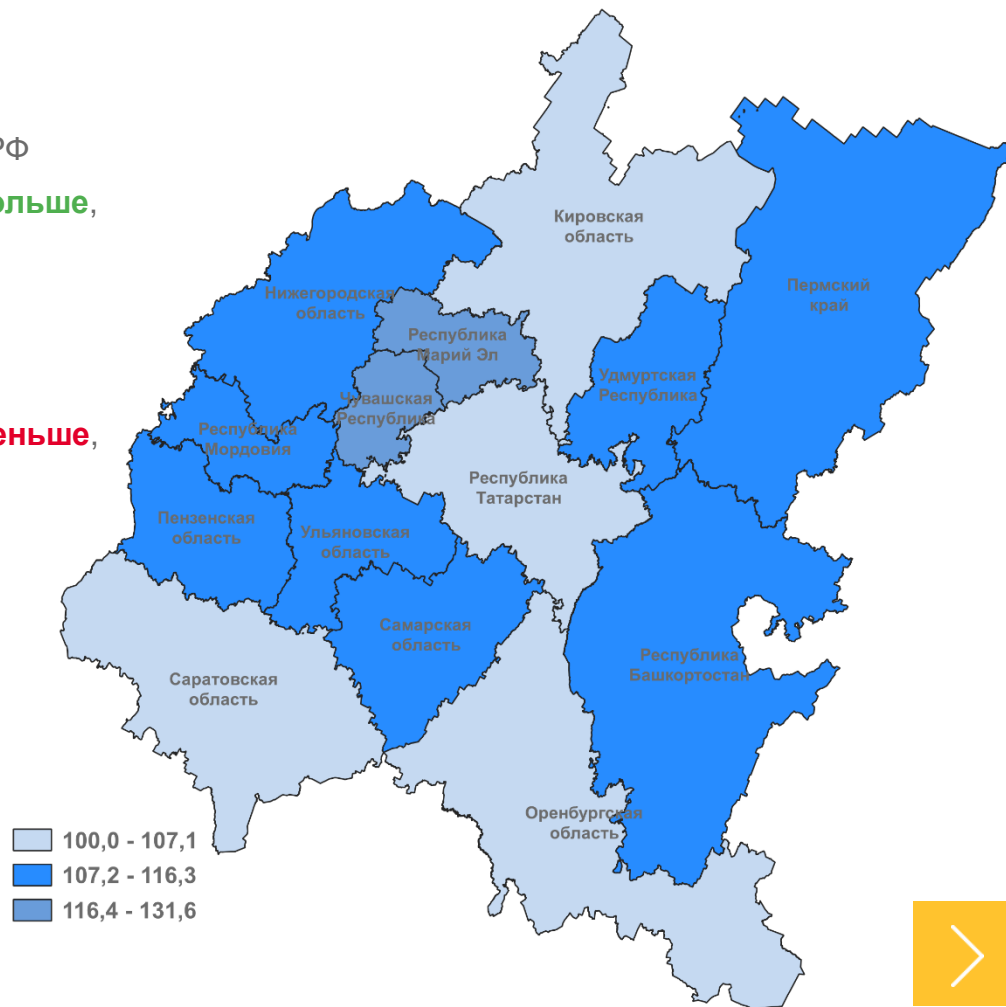 РФ
ольше,
еньше,
Кировская
область
Пермский
край
Нижегородская
область
Республика
Марий Эл
Удмуртская
Республика
Чувашская
Республика
Республика
Мордовия
Республика
Татарстан
Пензенская
область
Ульяновская
область
Самарская
область
Республика
Башкортостан
Саратовская
область
Оренбургская
область
100,0 - 107,1
107,2 - 116,3
116,4 - 131,6